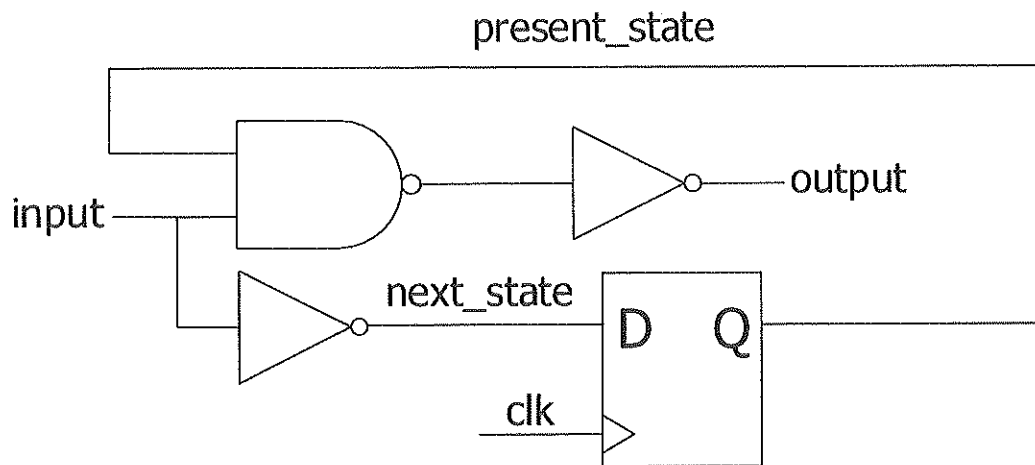 present_state
output
input
next_state
D Q
clk